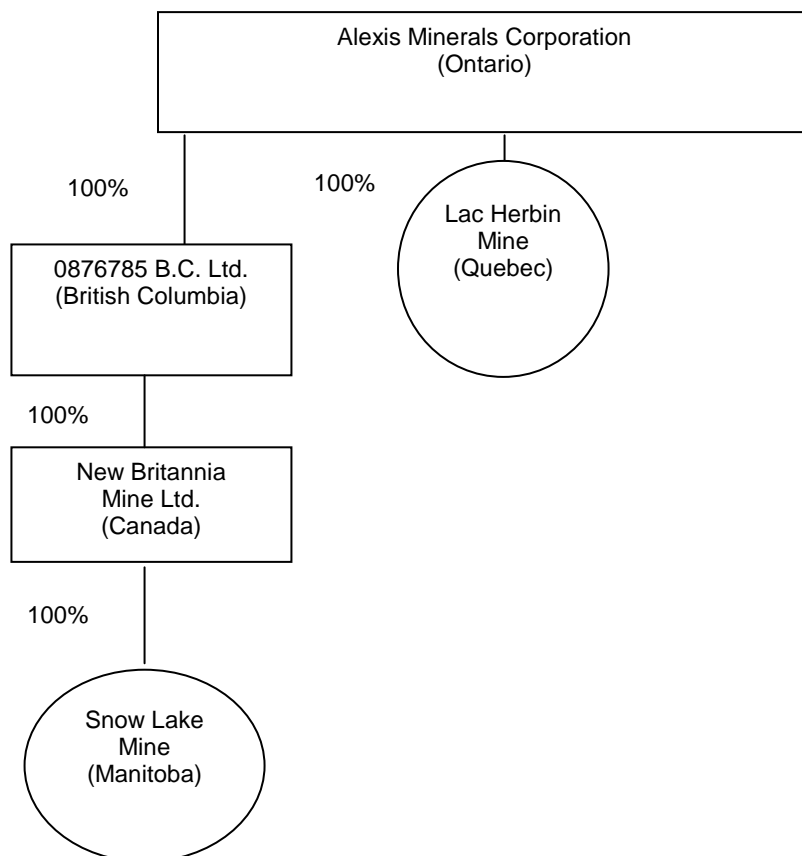 Alexis Minerals Corporation
(Ontario)
100%
100%
Lac Herbin
Mine
(Quebec)
0876785 B.C. Ltd.
(British Columbia)
100%
New Britannia
Mine Ltd.
(Canada)
100%
Snow Lake
Mine
(Manitoba)